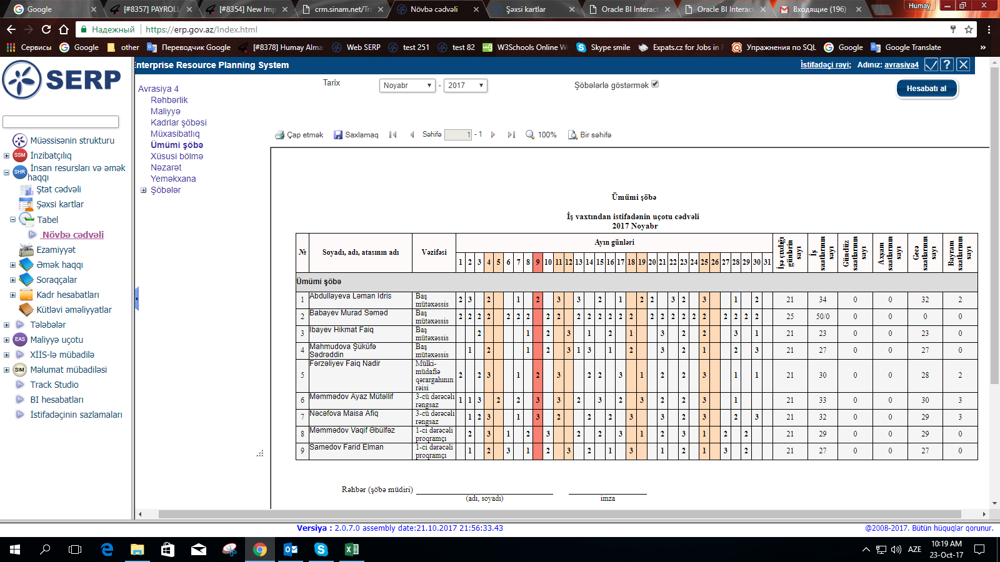 Google
[#8357] PAYROLL
[#8354] New Imp
crm.sinam.net/Tra
Növbə cədvəli
Şəxsi kartlar
Oracle BI Interact
Oracle BI Interact
Входящие (196)
Humay
Надежный
https://erp.gov.az/Index.html
Сервисы
Google
other
Переводчик Google
[#8378] Humay Alma
Web SERP
test 251
test 82
W3Schools Online W
Skype smile
Expats.cz for Jobs in
Упражнения по SQL
Google
Google Translate
»
SERP
Enterprise Resource Planning System
İstifadəçi rəyi;
Adınız: avrasiya4
Müəssisənin strukturu
SSM İnzibatçılıq
SHR İnsan resursları və əmək
haqqı
Ştat cədvəli
Şəxsi kartlar
Tabel
Növbə cədvəli
Ezamiyyət
Əmək haqqı
Soraqçalar
Kadr hesabatları
Kütləvi əməliyyatlar
Tələbələr
EAS Maliyyə uçotu
XİİS-lə mübadilə
SIM Məlumat mübadiləsi
Track Studio
BI hesabatları
İstifadəçinin sazlamaları
Avrasiya 4
Rəhbərlik
Maliyyə
Kadrlar şöbəsi
Müxasibatlıq
Ümümi şöbə
Xüsusi bölmə
Nəzarət
Yeməkxana
Şöbələr
Tarix
Noyabr - 2017
Şöbələrlə göstərmək
Hesabatı al
Çap etmək
Saxlamaq
Səhifə 1 - 1
100%
Bir səhifə
Ümümi şöbə
İş vaxtından istifadənin uçotu cədvəli
2017 Noyabr
№ Soyadı, adı, atasının adı Vəzifəsi Ayın günləri İşə çıxdığı günlərin sayı İş saatlarının sayı Gündüz saatlarının sayı Axşam saatlarının sayı Gecə saatlarının sayı Bayram saatlarının sayı
1 2 3 4 5 6 7 8 9 10 11 12 13 14 15 16 17 18 19 20 21 22 23 24 25 26 27 28 29 30 31
Ümümi şöbə
1 Abdullayeva Ləman Idris Baş mütəxəssis 2 3 2 1 2 3 3 2 1 2 2 3 2 3 1 2 21 34 0 0 32 2
2 Babayev Murad Səməd Baş mütəxəssis 2 2 2 2 2 2 2 2 2 2 2 2 2 2 2 2 2 2 2 2 2 2 2 2 2 25 50/0 0 0 0 0
3 İbayev Hikmat Faiq Baş mütəxəssis 2 1 2 3 1 2 1 3 2 2 3 1 21 23 0 0 23 0
4 Mahmudova Şüküfə Sədrəddin Baş mütəxəssis 1 2 1 2 3 1 3 1 2 3 2 1 2 3 21 27 0 0 27 0
5 Fərzəliyev Faiq Nadir Mülki-müdafiə qərargahının rəisi 2 2 3 1 2 3 2 2 3 1 2 2 3 1 1 21 30 0 0 28 2
6 Məmmədov Ayaz Mütəllif 3-cü dərəcəli rəngsaz 1 1 3 2 2 3 3 2 3 2 3 2 2 3 1 21 33 0 0 30 3
7 Nəcəfova Maisa Afiq 3-cü dərəcəli rəngsaz 1 2 3 1 3 2 2 2 3 3 2 3 2 3 21 32 0 0 29 3
8 Məmmədov Vaqif Əbülfəz 1-ci dərəcəli proqramçı 2 3 1 2 3 2 2 3 1 2 3 1 2 2 21 29 0 0 29 0
9 Səmədov Farid Elman 1-ci dərəcəli proqramçı 1 2 3 1 2 3 2 1 3 1 2 1 3 2 21 27 0 0 27 0
Rəhbər (şöbə müdiri)
(adı, soyadı)
imza
Versiya : 2.0.7.0 assembly date:21.10.2017 21:56:33.43
@2008-2017. Bütün hüquqlar qorunur.
AZE
10:19 AM
23-Oct-17